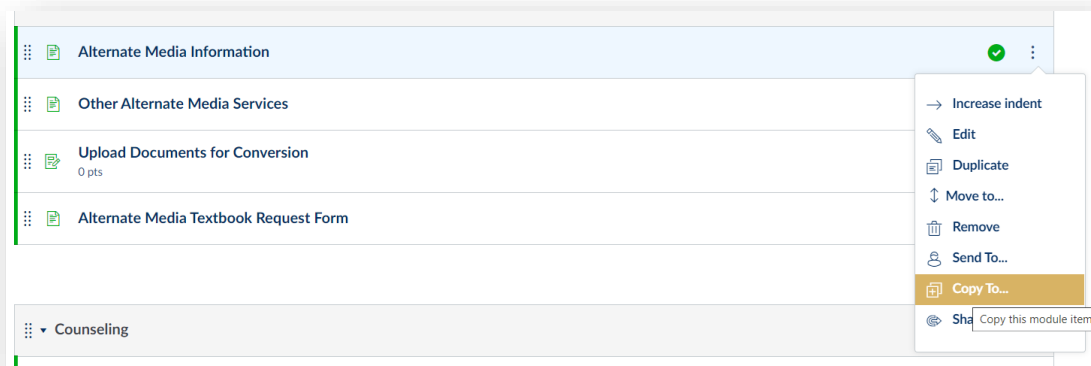 Alternate Media Information
Other Alternate Media Services
Upload Documents for Conversion
0 pts
Alternate Media Textbook Request Form
Counseling
Increase indent
Edit
Duplicate
Move to...
Remove
Send To...
Copy To...
Sha
Copy this module item